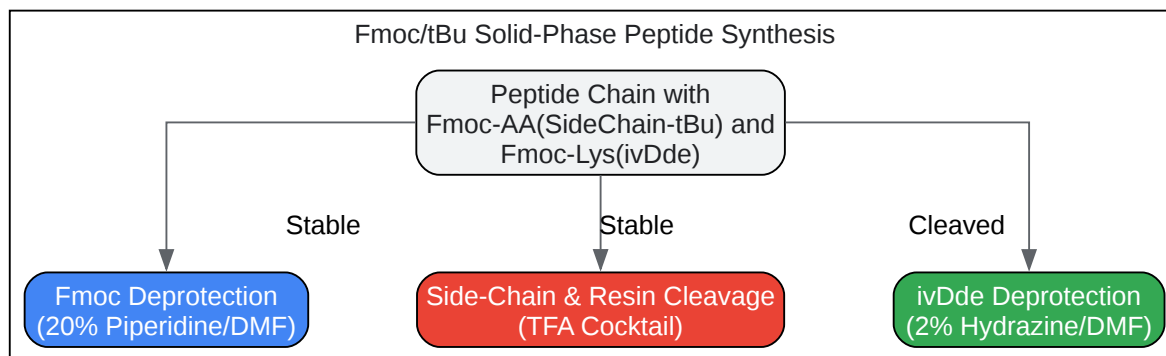 Fmoc/tBu Solid-Phase Peptide Synthesis
Peptide Chain with
Fmoc-AA(SideChain-tBu) and
Fmoc-Lys(ivDde)
Stable
Stable
Cleaved
Fmoc Deprotection
(20% Piperidine/DMF)
Side-Chain & Resin Cleavage
(TFA Cocktail)
ivDde Deprotection
(2% Hydrazine/DMF)